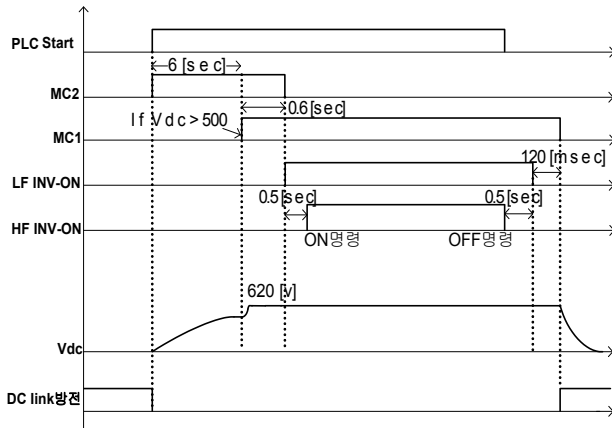 PLC Start
6 [sec]
MC2
If Vdc>500
0.6[sec]
MC1
120[msec]
LF INV-ON
0.5[sec]
0.5[sec]
HF INV-ON
ON명령
OFF명령
620 [v]
Vdc
DC link방전